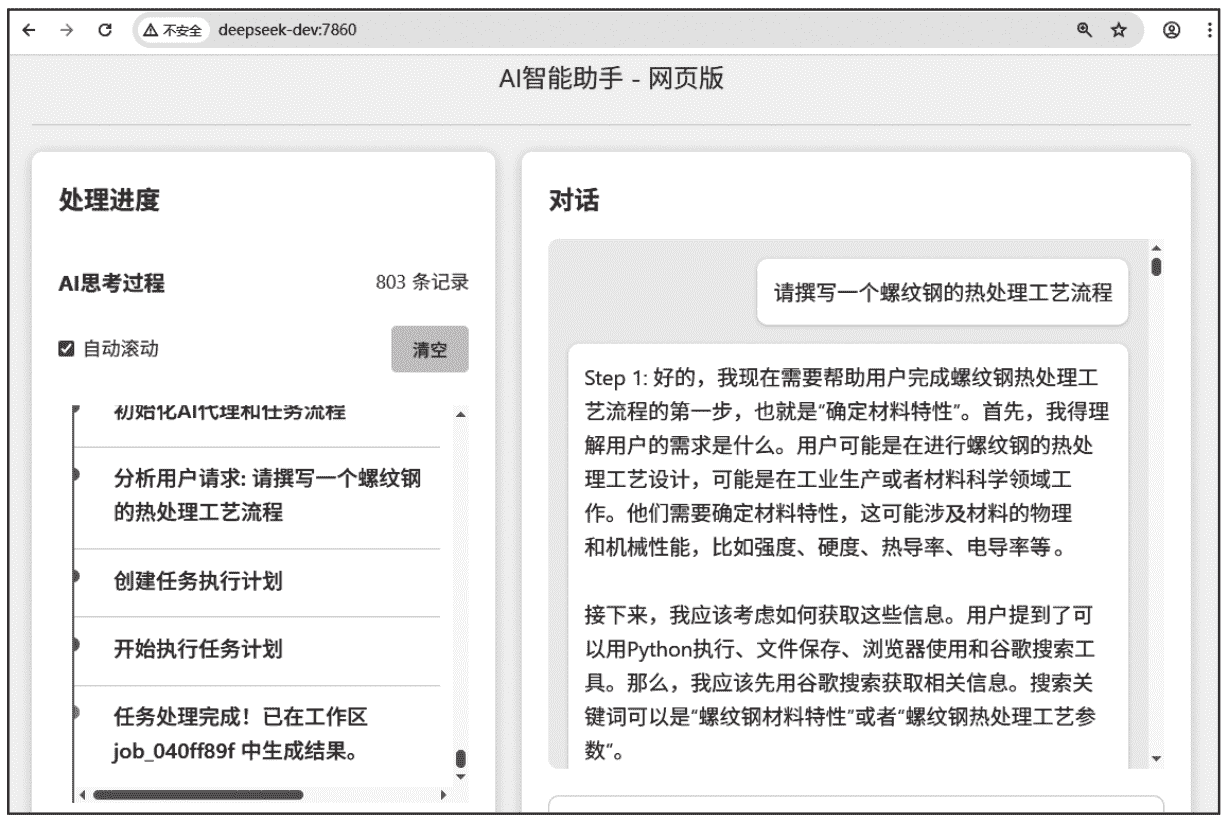 不安全 deepseek-dev:7860
AI智能助手 - 网页版
处理进度
AI思考过程 803 条记录
自动滚动 清空
初始化AI代理和任务流程
分析用户请求: 请撰写一个螺纹钢
的热处理工艺流程
创建任务执行计划
开始执行任务计划
任务处理完成！已在工作区
job_040ff89f 中生成结果。
对话
请撰写一个螺纹钢的热处理工艺流程
Step 1: 好的，我现在需要帮助用户完成螺纹钢热处理工
艺流程的第一步，也就是“确定材料特性”。首先，我得理
解用户的需求是什么。用户可能是在进行螺纹钢的热处
理工艺设计，可能是在工业生产或者材料科学领域工
作。他们需要确定材料特性，这可能涉及材料的物理
和机械性能，比如强度、硬度、热导率、电导率等。
接下来，我应该考虑如何获取这些信息。用户提到了可
以用Python执行、文件保存、浏览器使用和谷歌搜索工
具。那么，我应该先用谷歌搜索获取相关信息。搜索关
键词可以是“螺纹钢材料特性”或者“螺纹钢热处理工艺参
数“。